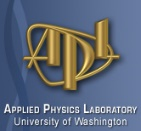 APL
APPLIED PHYSICS LABORATORY
University of Washington